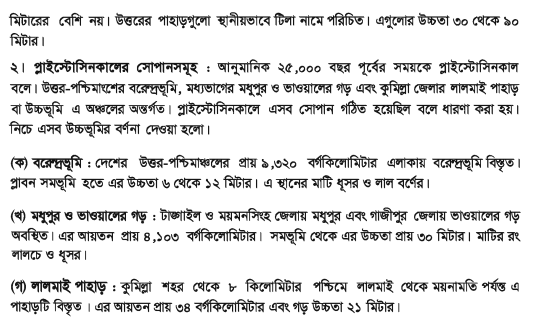 মিটারের বেশি নয়। উত্তরের পাহাড়গুলো স্থানীয়ভাবে টিলা নামে পরিচিত। এগুলোর উচ্চতা ৩০ থেকে ৯০
মিটার।
২। প্লাইস্টোসিনকালের সোপানসমূহ : আনুমানিক ২৫,০০০ বছর পূর্বের সময়কে প্লাইস্টোসিনকাল
বলে। উত্তর-পশ্চিমাংশের বরেন্দ্রভূমি, মধ্যভাগের মধুপুর ও ভাওয়ালের গড় এবং কুমিল্লা জেলার লালমাই পাহাড়
বা উচ্চভূমি এ অঞ্চলের অন্তর্গত। প্লাইস্টোসিনকালে এসব সোপান গঠিত হয়েছিল বলে ধারণা করা হয়।
নিচে এসব উচ্চভূমির বর্ণনা দেওয়া হলো।
(ক) বরেন্দ্রভূমি : দেশের উত্তর-পশ্চিমাঞ্চলের প্রায় ৯,৩২০ বর্গকিলোমিটার এলাকায় বরেন্দ্রভূমি বিস্তৃত।
প্লাবন সমভূমি হতে এর উচ্চতা ৬ থেকে ১২ মিটার। এ স্থানের মাটি ধূসর ও লাল বর্ণের।
(খ) মধুপুর ও ভাওয়ালের গড় : টাঙ্গাইল ও ময়মনসিংহ জেলায় মধুপুর এবং গাজীপুর জেলায় ভাওয়ালের গড়
অবস্থিত। এর আয়তন প্রায় ৪,১০৩ বর্গকিলোমিটার। সমভূমি থেকে এর উচ্চতা প্রায় ৩০ মিটার। মাটির রং
লালচে ও ধূসর।
(গ) লালমাই পাহাড় : কুমিল্লা শহর থেকে ৮ কিলোমিটার পশ্চিমে লালমাই থেকে ময়নামতি পর্যন্ত এ
পাহাড়টি বিস্তৃত । এর আয়তন প্রায় ৩৪ বর্গকিলোমিটার এবং গড় উচ্চতা ২১ মিটার।